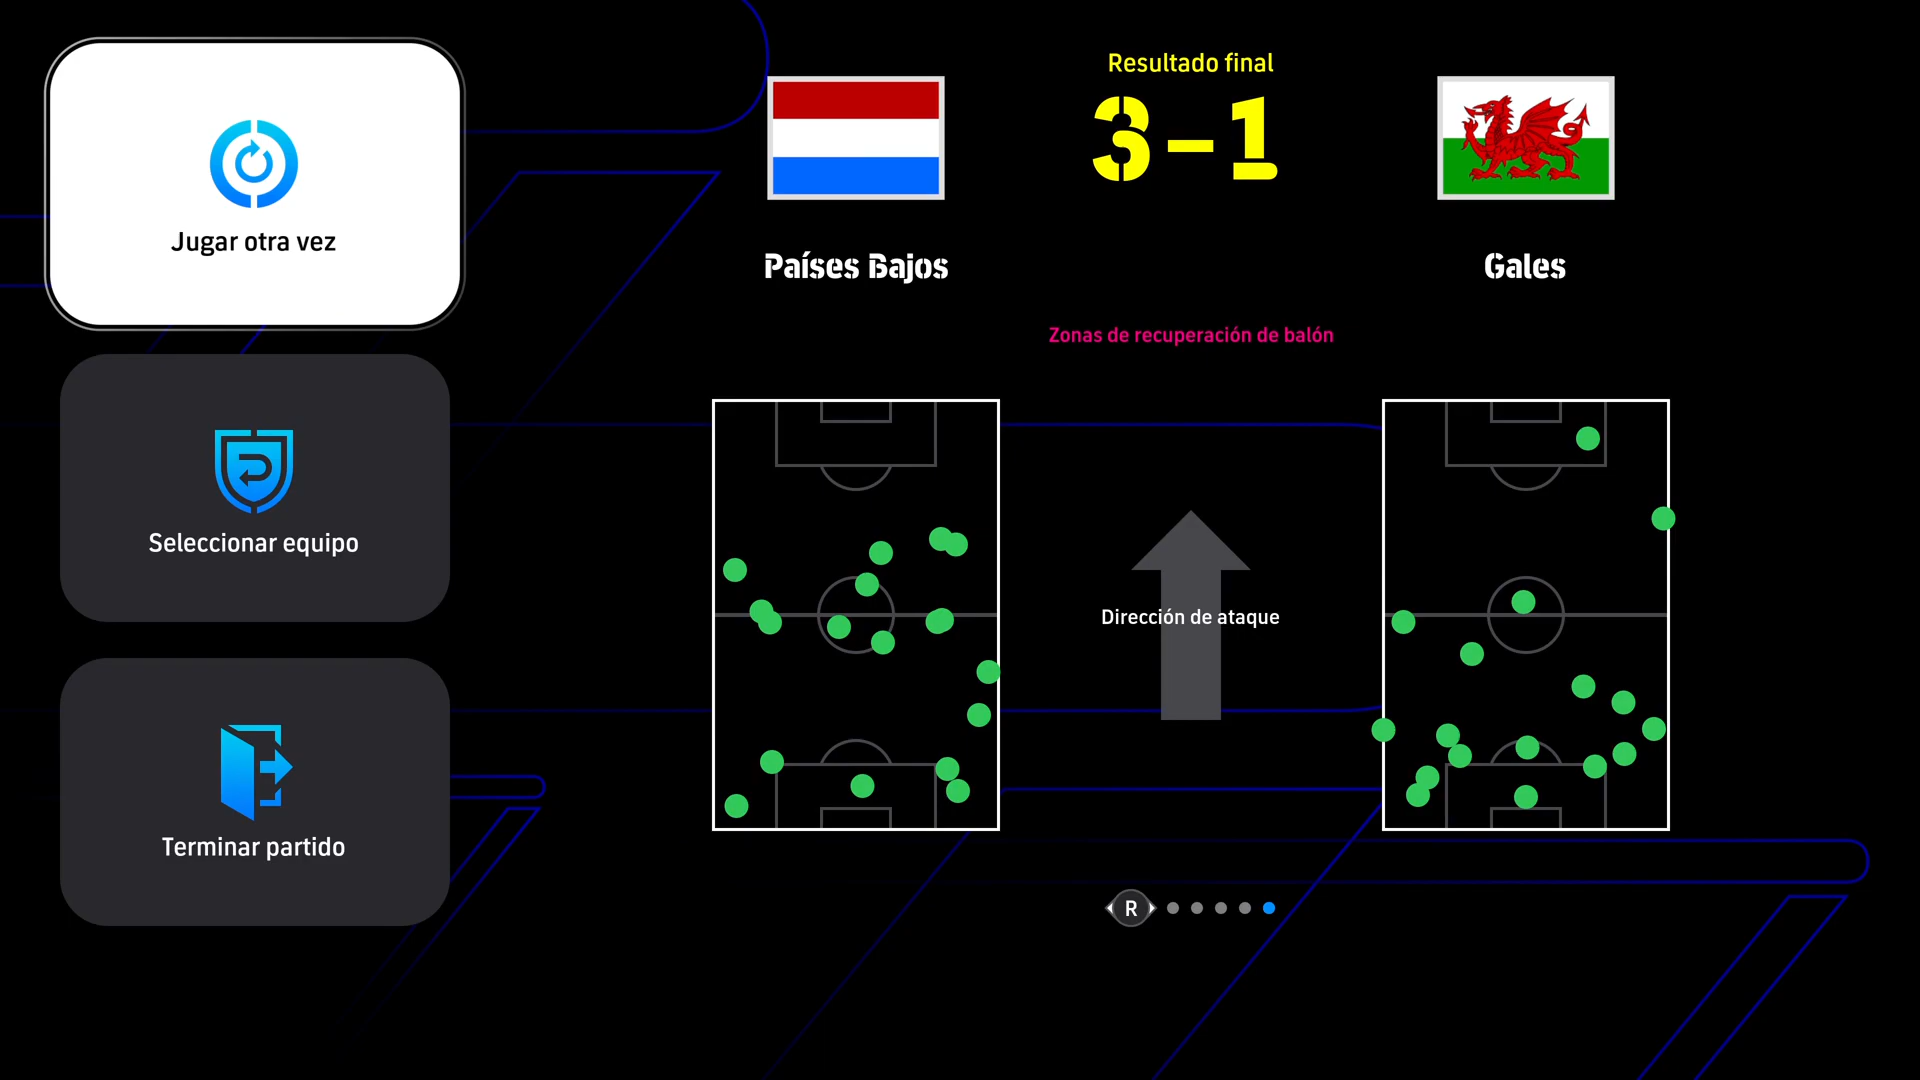 Jugar otra vez
Seleccionar equipo
Terminar partido
Resultado final
3 – 1
Países Bajos
Gales
Zonas de recuperación de balón
Dirección de ataque
R